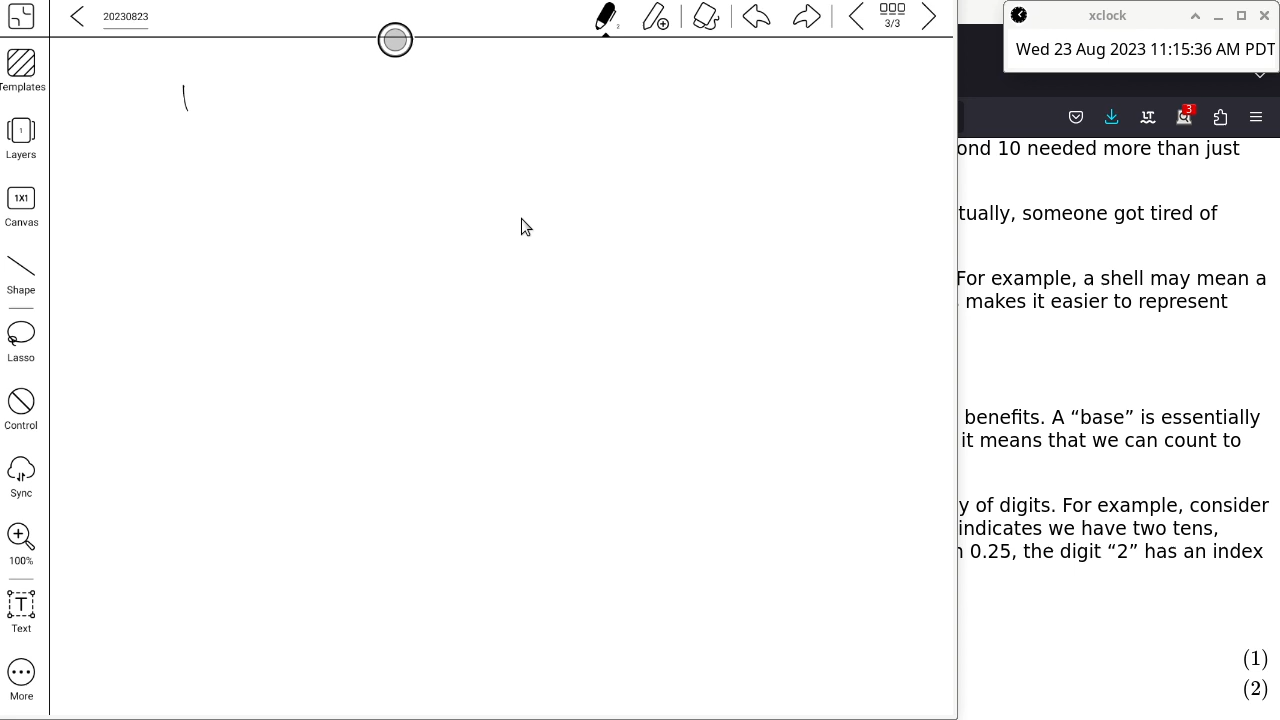 20230823
2
3/3
xclock
Wed 23 Aug 2023 11:15:36 AM PDT
3
Templates
1
Layers
1X1
Canvas
Shape
Lasso
Control
Sync
100%
T
Text
More
ond 10 needed more than just
tually, someone got tired of
For example, a shell may mean a
makes it easier to represent
benefits. A “base” is essentially
it means that we can count to
y of digits. For example, consider
indicates we have two tens,
0.25, the digit “2” has an index
(1)
(2)